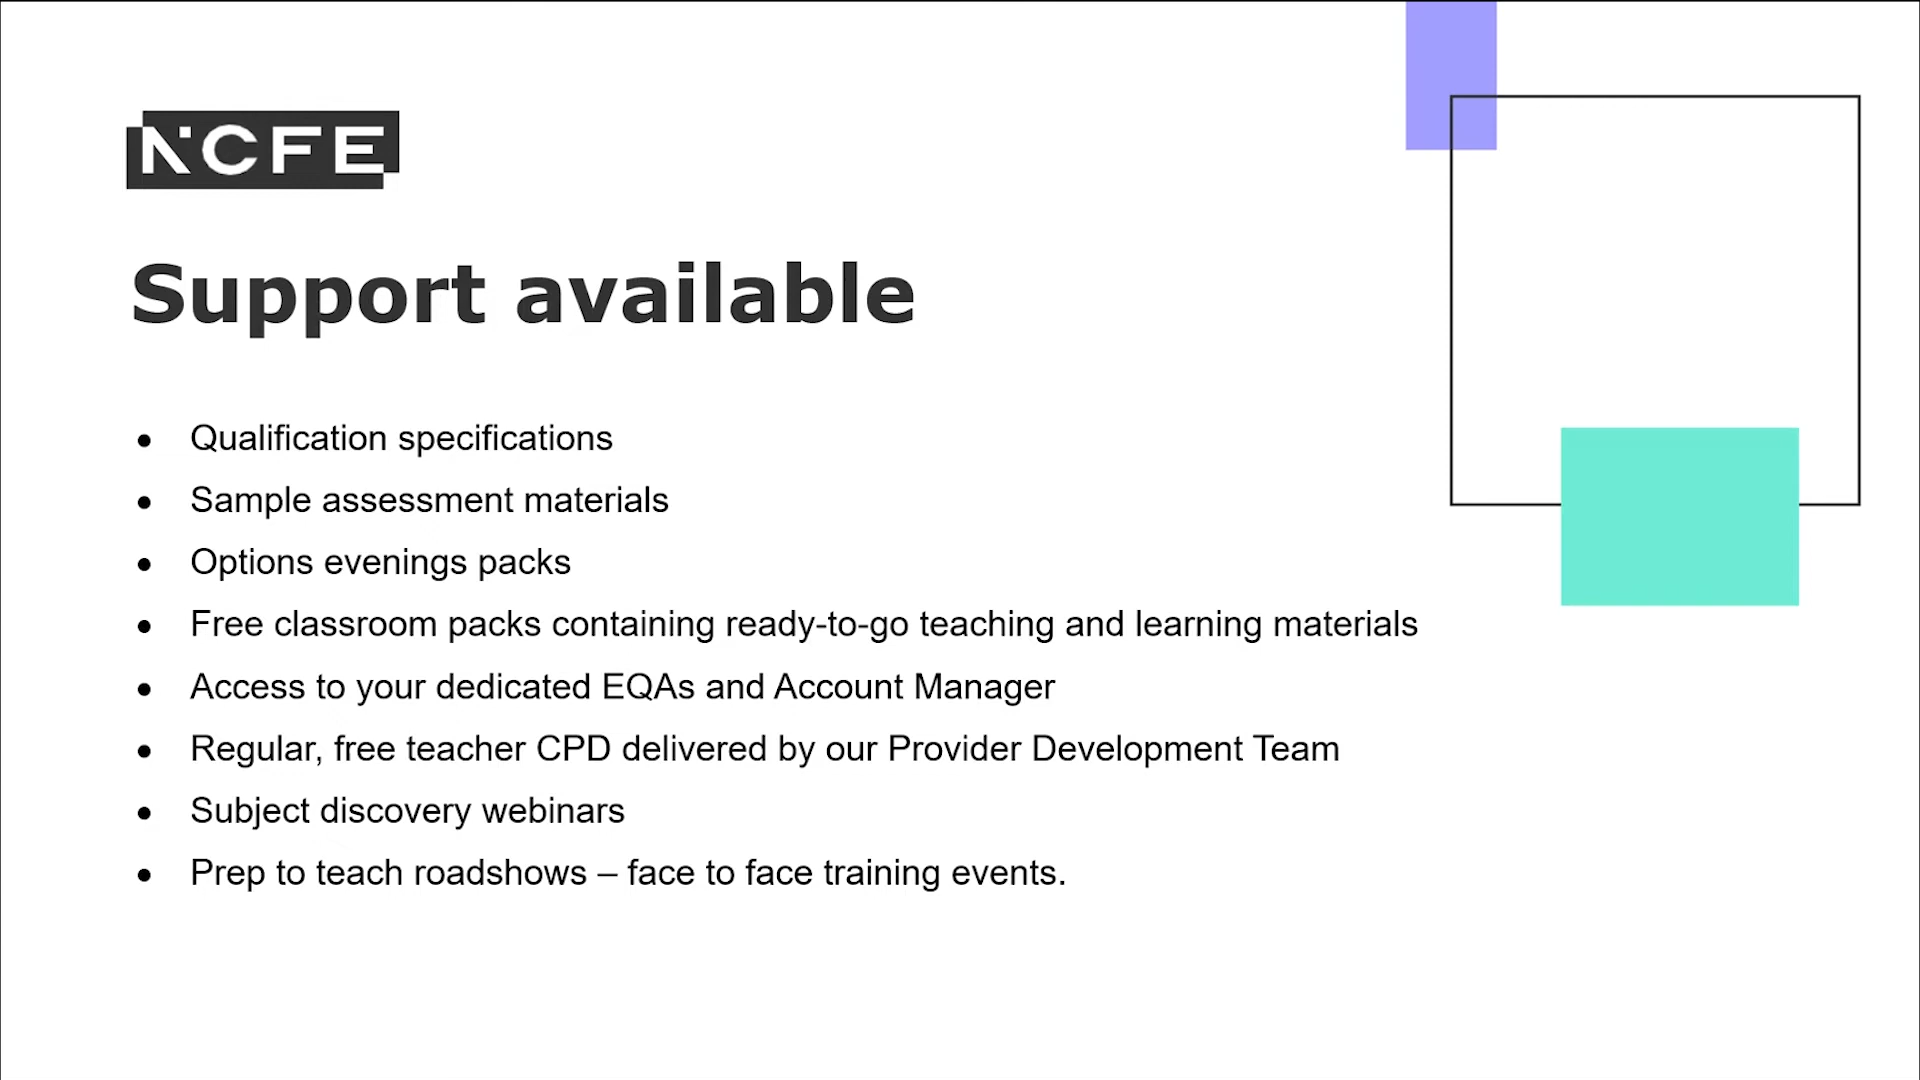 NCFE
Support available
• Qualification specifications
• Sample assessment materials
• Options evenings packs
• Free classroom packs containing ready-to-go teaching and learning materials
• Access to your dedicated EQAs and Account Manager
• Regular, free teacher CPD delivered by our Provider Development Team
• Subject discovery webinars
• Prep to teach roadshows – face to face training events.